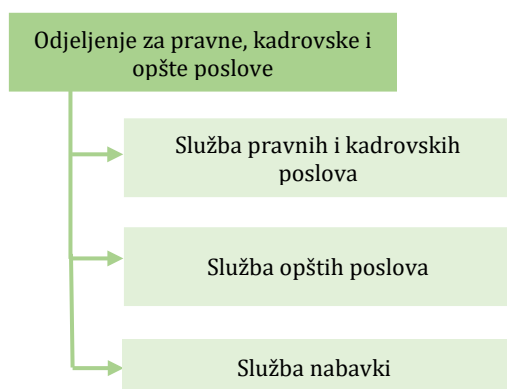 Odjeljenje za pravne, kadrovske i
opšte poslove
Služba pravnih i kadrovskih
poslova
Služba opštih poslova
Služba nabavki